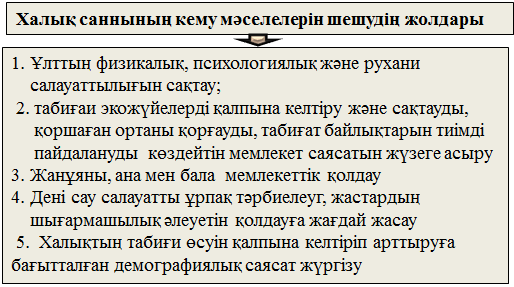 Халық саннының кему мәселелерін шешудің жолдары
1. Ұлттың физикалық, психологиялық және рухани
салауаттылығын сақтау;
2. табиғаи экожүйелерді қалпына келтіру және сақтауды,
қоршаған ортаны қорғауды, табиғат байлықтарын тиімді
пайдалануды көздейтін мемлекет саясатын жүзеге асыру
3. Жанұяны, ана мен бала мемлекеттік қолдау
4. Дені сау салауатты ұрпақ тәрбиелеуг, жастардың
шығармашылық әлеуетін қолдауға жағдай жасау
5. Халықтың табиғи өсуін қалпына келтіріп арттыруға
бағытталған демографиялық саясат жүргізу